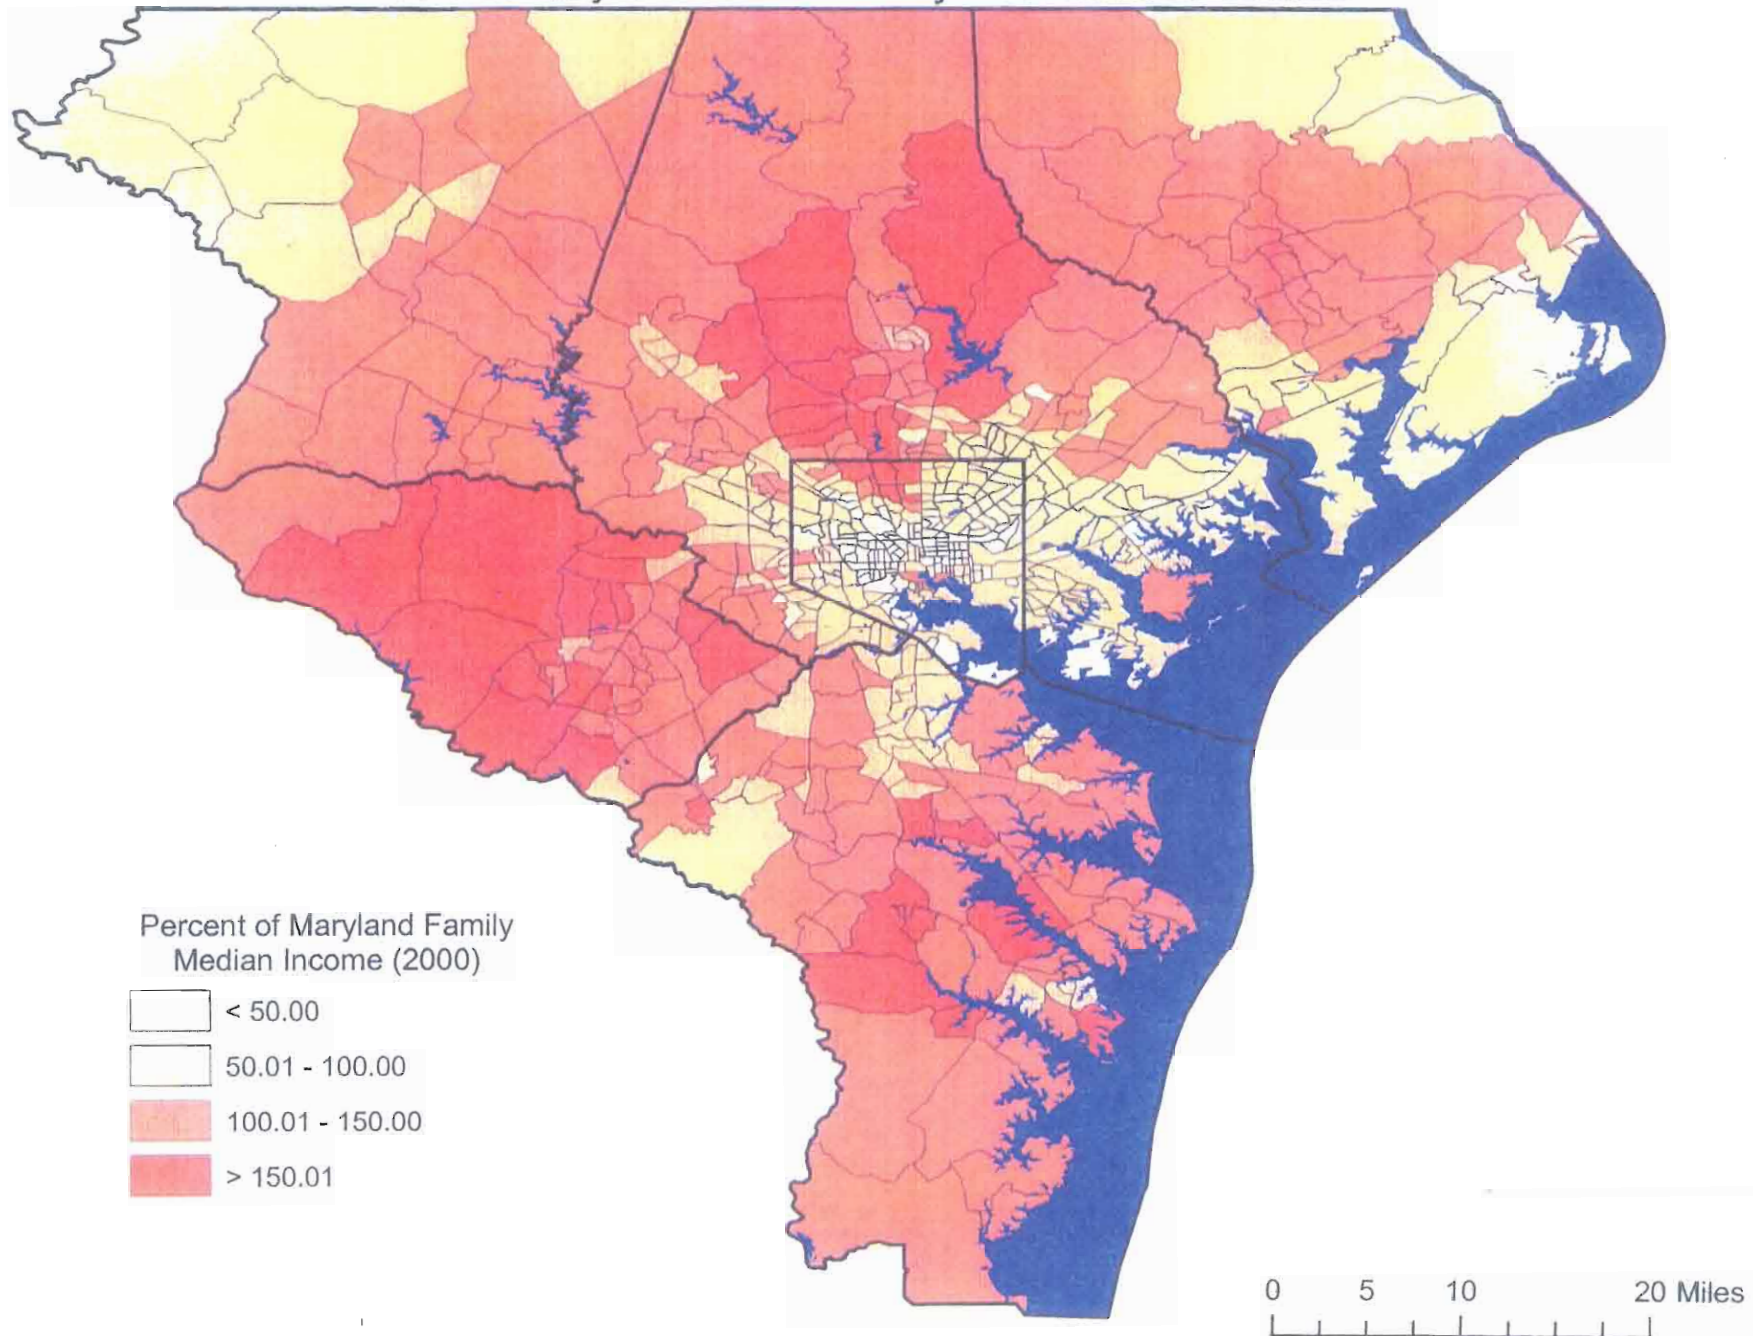 Percent of Maryland Family
Median Income (2000)
< 50.00
50.01 - 100.00
100.01 - 150.00
> 150.01
0 5 10 20 Miles